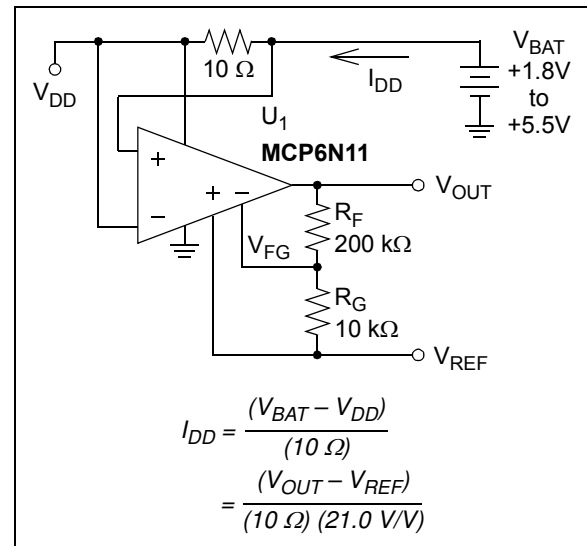 V_DD
10 Ω
I_DD
V_BAT
+1.8V
to
+5.5V
U_1
MCP6N11
+
−
+ −
V_OUT
V_FG
R_F
200 kΩ
R_G
10 kΩ
V_REF
I_DD = (V_BAT – V_DD) / (10 Ω)
= (V_OUT – V_REF) / (10 Ω) (21.0 V/V)